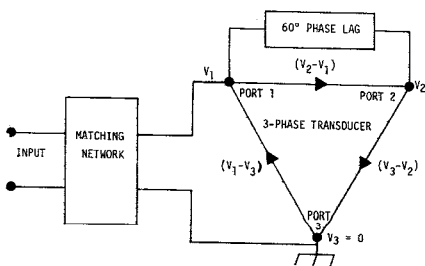 60° PHASE LAG
V1
(V2-V1)
V2
PORT 1
PORT 2
3-PHASE TRANSDUCER
MATCHING
NETWORK
INPUT
(V1-V3)
(V3-V2)
PORT
3
V3 = 0